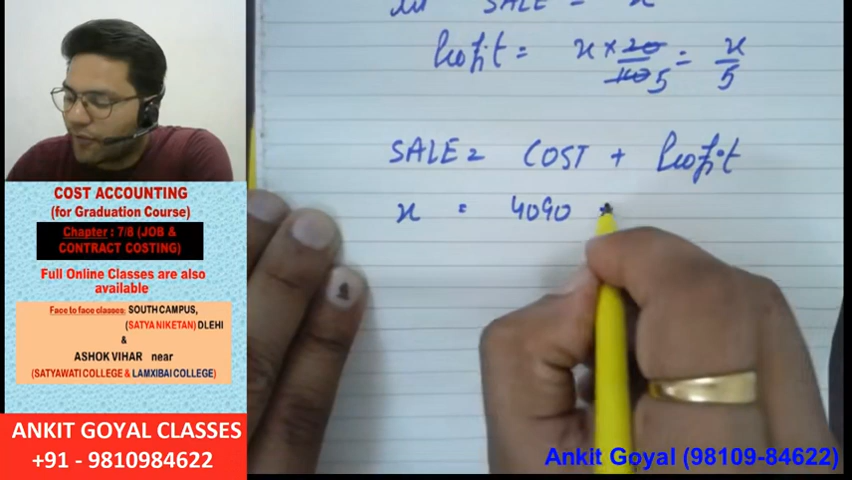 SALE = x
Profit = x × 20/100 5 = x/5
SALE = COST + Profit
x = 4090
COST ACCOUNTING
(for Graduation Course)
Chapter : 7/8 (JOB &
CONTRACT COSTING)
Full Online Classes are also
available
Face to face classes: SOUTH CAMPUS,
(SATYA NIKETAN) DLEHI
&
ASHOK VIHAR near
(SATYAWATI COLLEGE & LAMXIBAI COLLEGE)
ANKIT GOYAL CLASSES
+91 - 9810984622
Ankit Goyal (98109-84622)